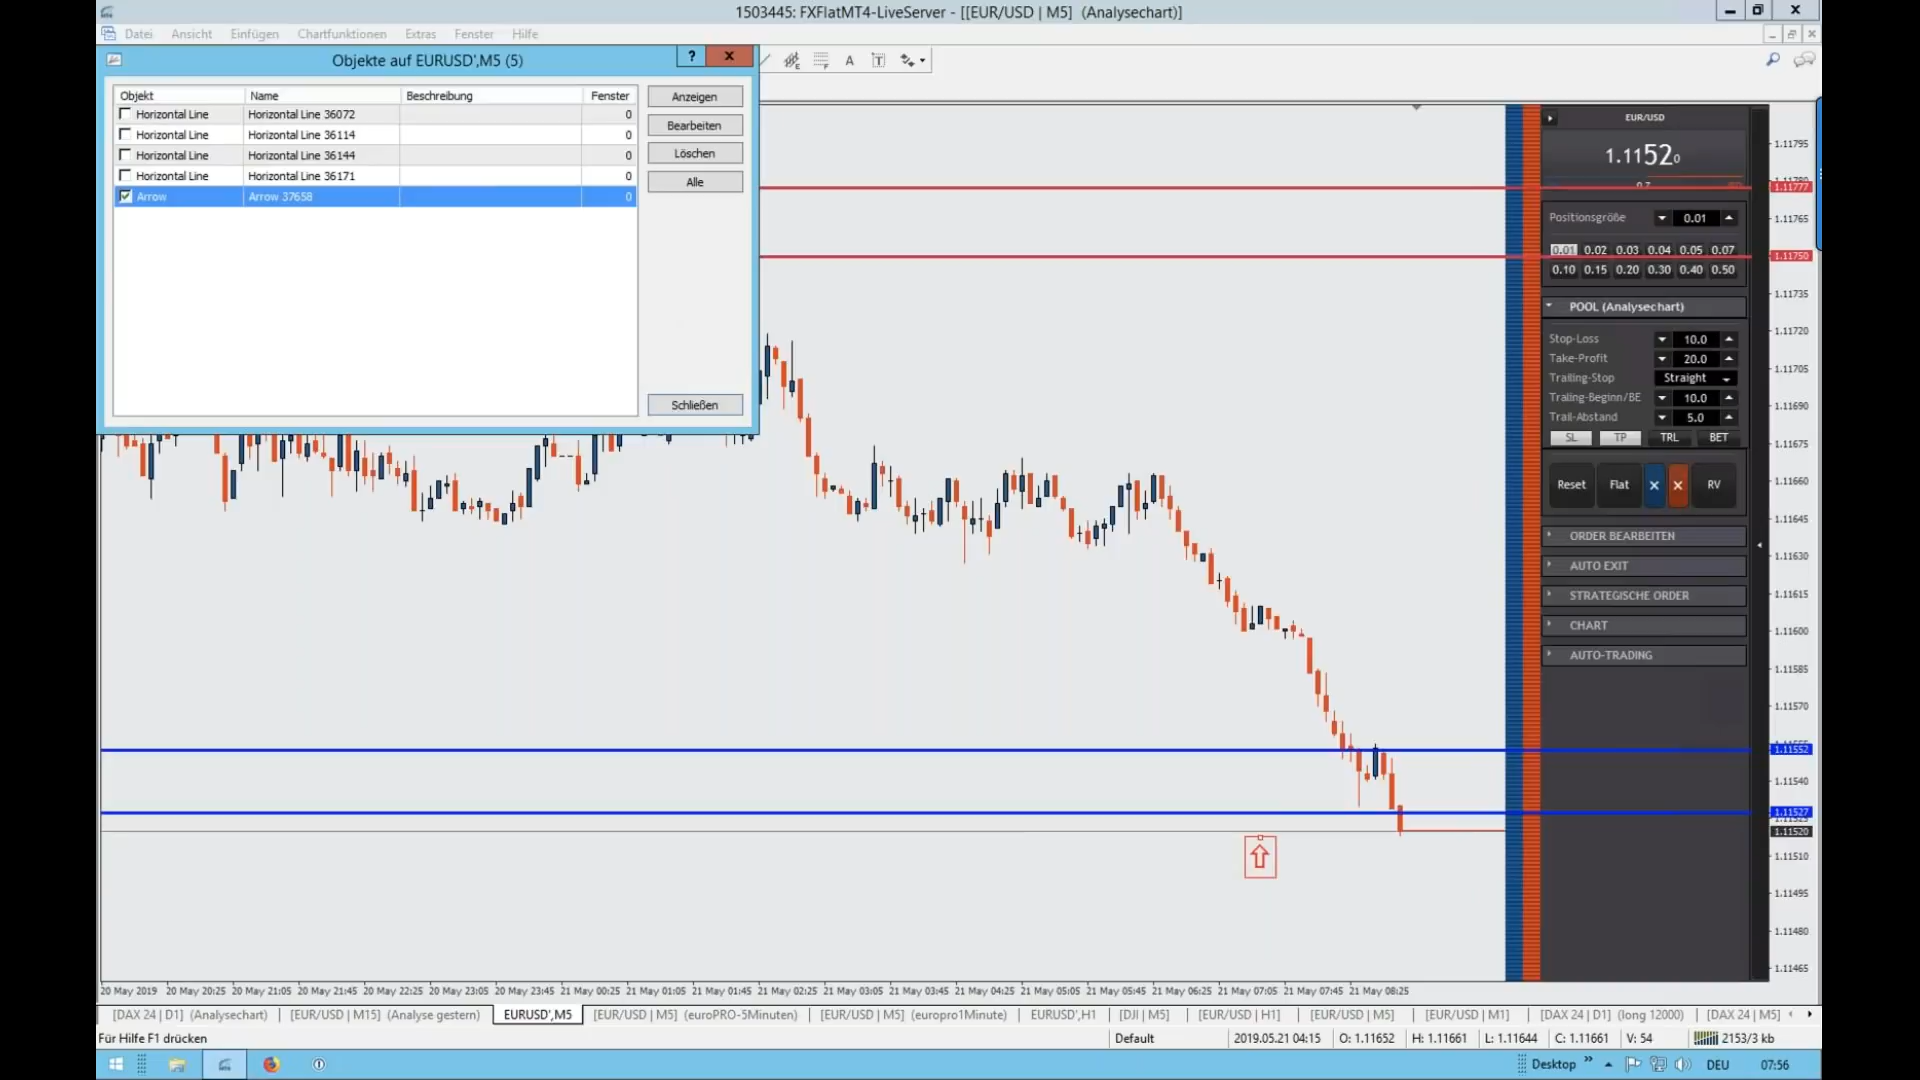 1503445: FXFlatMT4-LiveServer - [[EUR/USD | M5] (Analysechart)]
Datei Ansicht Einfügen Chartfunktionen Extras Fenster Hilfe
Objekte auf EURUSD',M5 (5)
? x
A T
Objekt Name Beschreibung Fenster
Horizontal Line Horizontal Line 36072 0
Horizontal Line Horizontal Line 36114 0
Horizontal Line Horizontal Line 36144 0
Horizontal Line Horizontal Line 36171 0
Arrow Arrow 37658 0
Anzeigen
Bearbeiten
Löschen
Alle
Schließen
EUR/USD
1.11520
0.7
Positionsgröße 0.01
0.01 0.02 0.03 0.04 0.05 0.07
0.10 0.15 0.20 0.30 0.40 0.50
POOL (Analysechart)
Stop-Loss 10.0
Take-Profit 20.0
Trailing-Stop Straight
Traling-Beginn/BE 10.0
Trail-Abstand 5.0
SL TP TRL BET
Reset Flat × × RV
ORDER BEARBEITEN
AUTO EXIT
STRATEGISCHE ORDER
CHART
AUTO-TRADING
1.11795
1.11777
1.11765
1.11750
1.11735
1.11720
1.11705
1.11690
1.11675
1.11660
1.11645
1.11630
1.11615
1.11600
1.11585
1.11570
1.11552
1.11540
1.11527
1.11520
1.11510
1.11495
1.11480
1.11465
20 May 2019 20 May 20:25 20 May 21:05 20 May 21:45 20 May 22:25 20 May 23:05 20 May 23:45 21 May 00:25 21 May 01:05 21 May 01:45 21 May 02:25 21 May 03:05 21 May 03:45 21 May 04:25 21 May 05:05 21 May 05:45 21 May 06:25 21 May 07:05 21 May 07:45 21 May 08:25
[DAX 24 | D1] (Analysechart) [EUR/USD | M15] (Analyse gestern) EURUSD',M5 [EUR/USD | M5] (euroPRO-5Minuten) [EUR/USD | M5] (europro1Minute) EURUSD',H1 [DJI | M5] [EUR/USD | H1] [EUR/USD | M5] [EUR/USD | M1] [DAX 24 | D1] (long 12000) [DAX 24 | M5]
Für Hilfe F1 drücken Default 2019.05.21 04:15 O: 1.11652 H: 1.11661 L: 1.11644 C: 1.11661 V: 54 2153/3 kb
Desktop » DEU 07:56